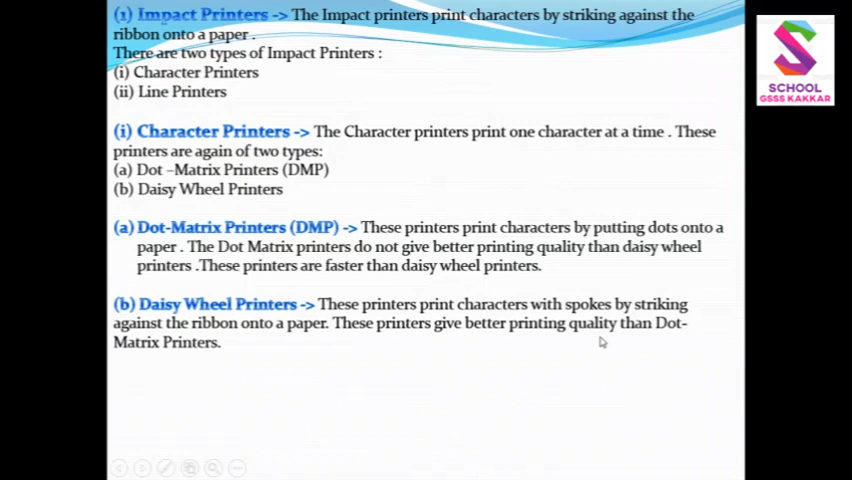 (1) Impact Printers -> The Impact printers print characters by striking against the
ribbon onto a paper .
There are two types of Impact Printers :
(i) Character Printers
(ii) Line Printers
(i) Character Printers -> The Character printers print one character at a time . These
printers are again of two types:
(a) Dot –Matrix Printers (DMP)
(b) Daisy Wheel Printers
(a) Dot-Matrix Printers (DMP) -> These printers print characters by putting dots onto a
paper . The Dot Matrix printers do not give better printing quality than daisy wheel
printers .These printers are faster than daisy wheel printers.
(b) Daisy Wheel Printers -> These printers print characters with spokes by striking
against the ribbon onto a paper. These printers give better printing quality than Dot-
Matrix Printers.
SCHOOL
GSSS KAKKAR